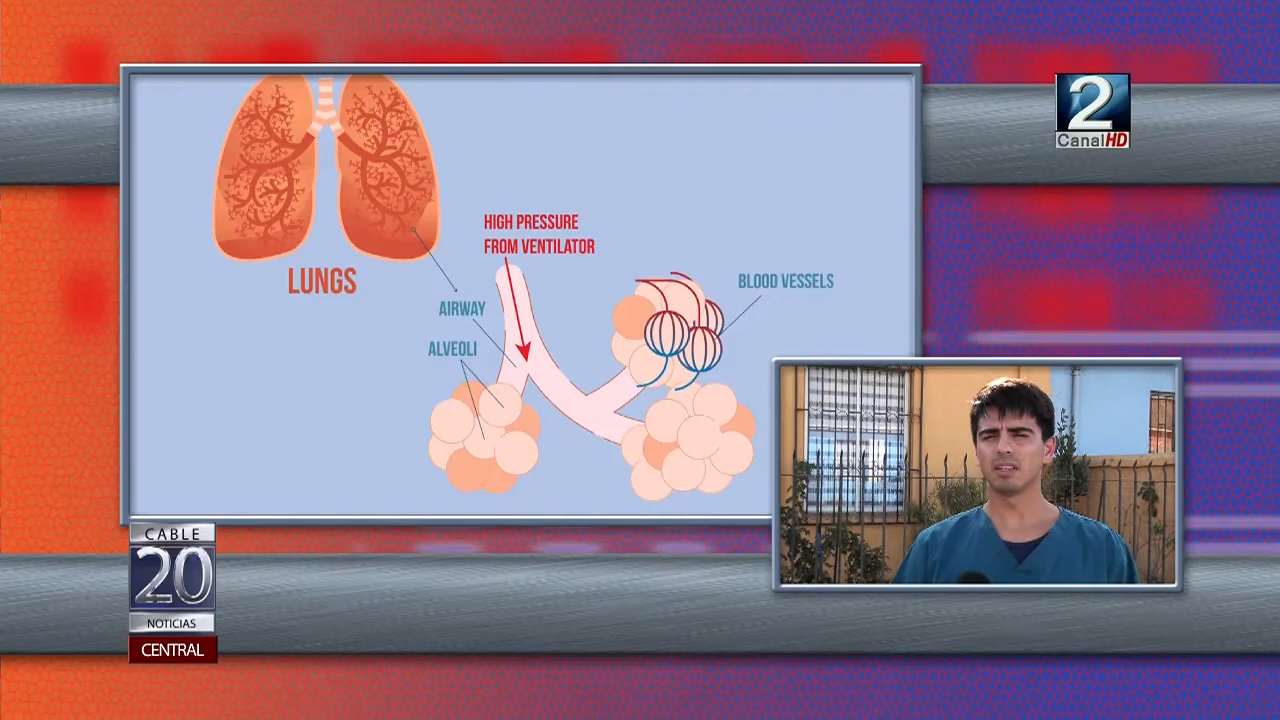 2
CanalHD
HIGH PRESSURE
FROM VENTILATOR
LUNGS
BLOOD VESSELS
AIRWAY
ALVEOLI
CABLE
20
NOTICIAS
CENTRAL